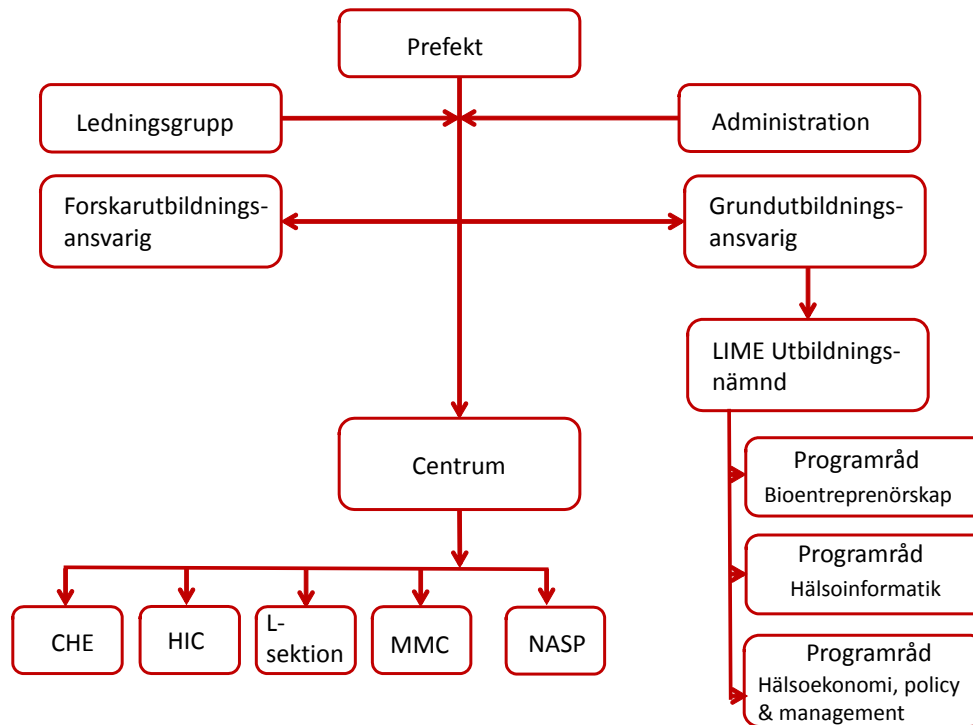 Prefekt
Ledningsgrupp
Administration
Forskarutbildnings-
ansvarig
Grundutbildnings-
ansvarig
LIME Utbildnings-
nämnd
Centrum
Programråd
Bioentreprenörskap
Programråd
Hälsoinformatik
Programråd
Hälsoekonomi, policy
& management
CHE
HIC
L-
sektion
MMC
NASP